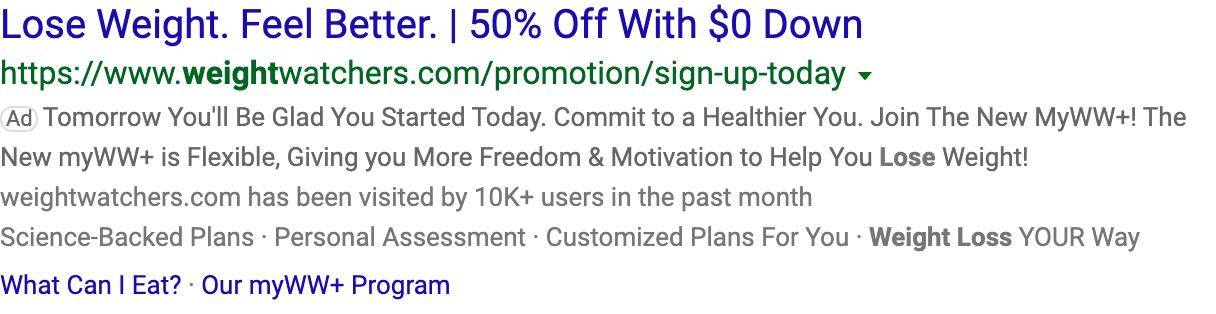 Lose Weight. Feel Better. | 50% Off With $0 Down
https://www.weightwatchers.com/promotion/sign-up-today
Ad Tomorrow You'll Be Glad You Started Today. Commit to a Healthier You. Join The New MyWW+! The
New myWW+ is Flexible, Giving you More Freedom & Motivation to Help You Lose Weight!
weightwatchers.com has been visited by 10K+ users in the past month
Science-Backed Plans · Personal Assessment · Customized Plans For You · Weight Loss YOUR Way
What Can I Eat? · Our myWW+ Program